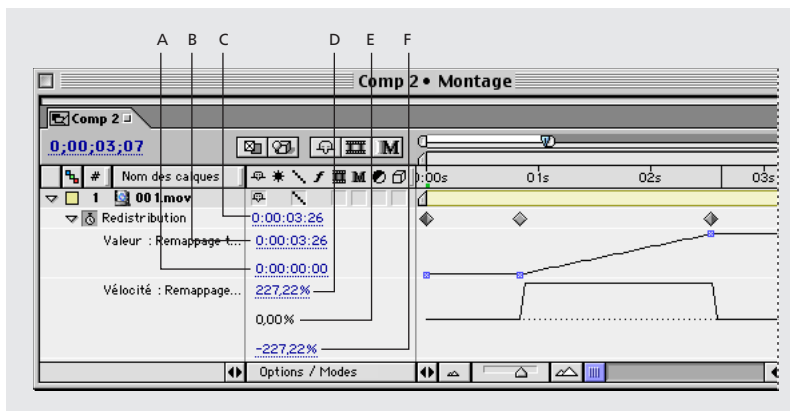 A B C D E F
Comp 2 • Montage
Comp 2
0;00;03;07
M
# Nom des calques f M :00s 01s 02s 03s
1 001.mov
Redistribution 0:00:03:26
Valeur : Remappage t... 0:00:03:26
0:00:00:00
Vélocité : Remappage... 227,22%
0,00%
-227,22%
Options / Modes